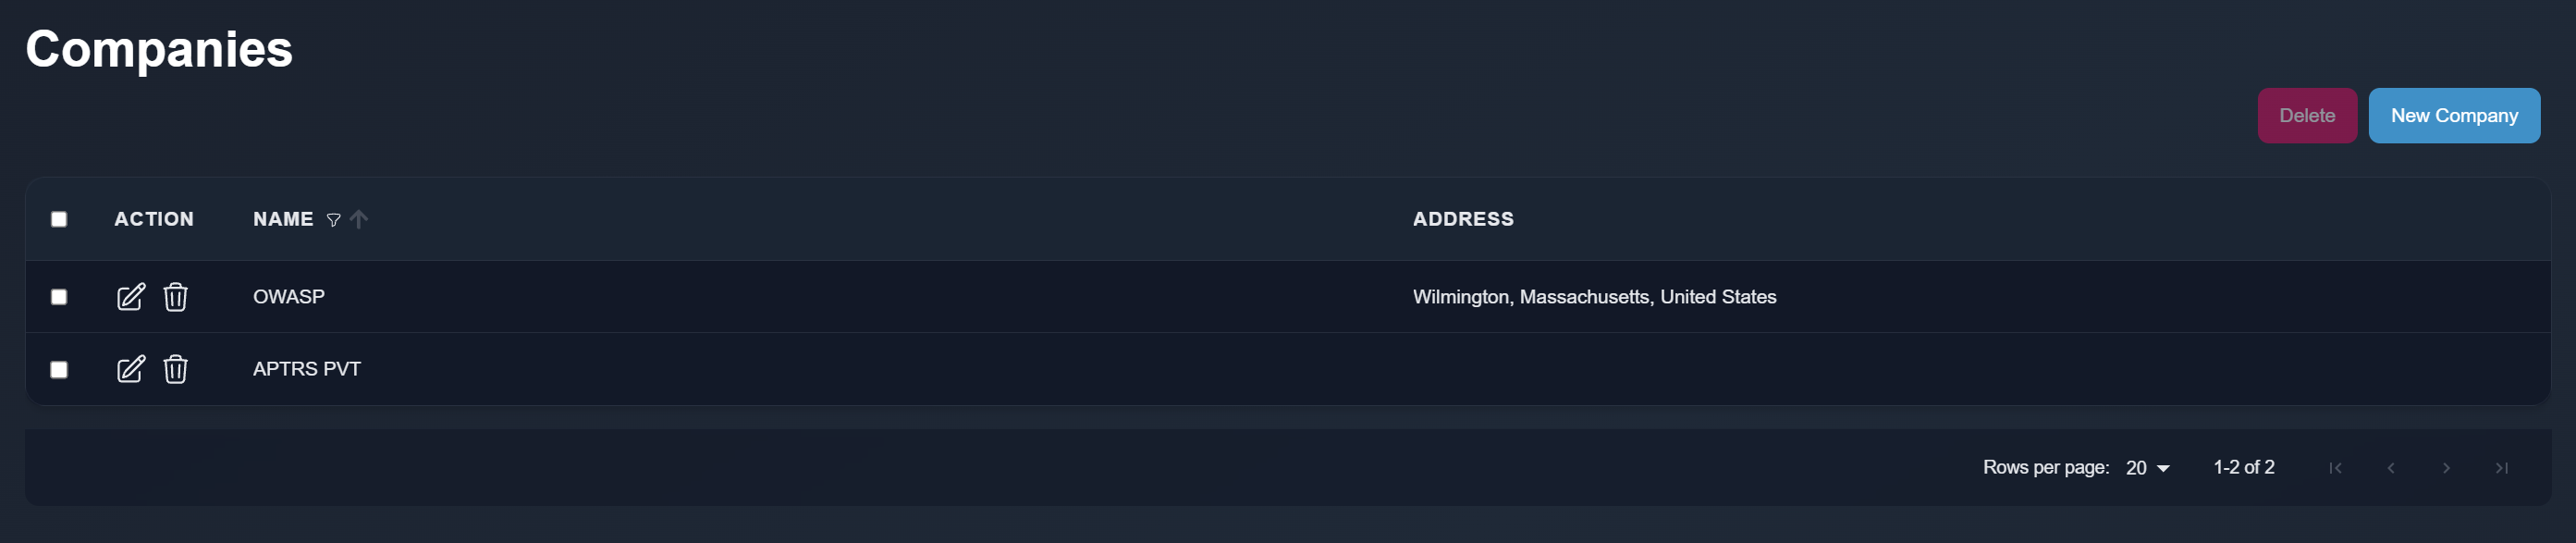 Companies
Delete New Company
ACTION NAME ADDRESS
OWASP Wilmington, Massachusetts, United States
APTRS PVT
Rows per page: 20 1-2 of 2